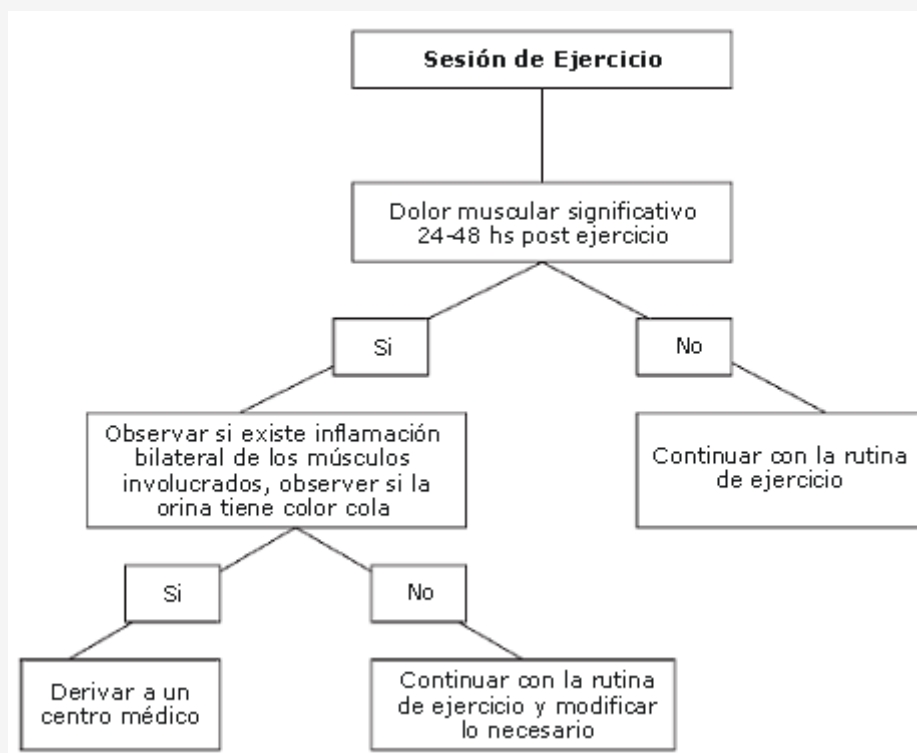 Sesión de Ejercicio
Dolor muscular significativo
24-48 hs post ejercicio
Si
No
Observar si existe inflamación
bilateral de los músculos
involucrados, observer si la
orina tiene color cola
Continuar con la rutina
de ejercicio
Si
No
Derivar a un
centro médico
Continuar con la rutina
de ejercicio y modificar
lo necesario